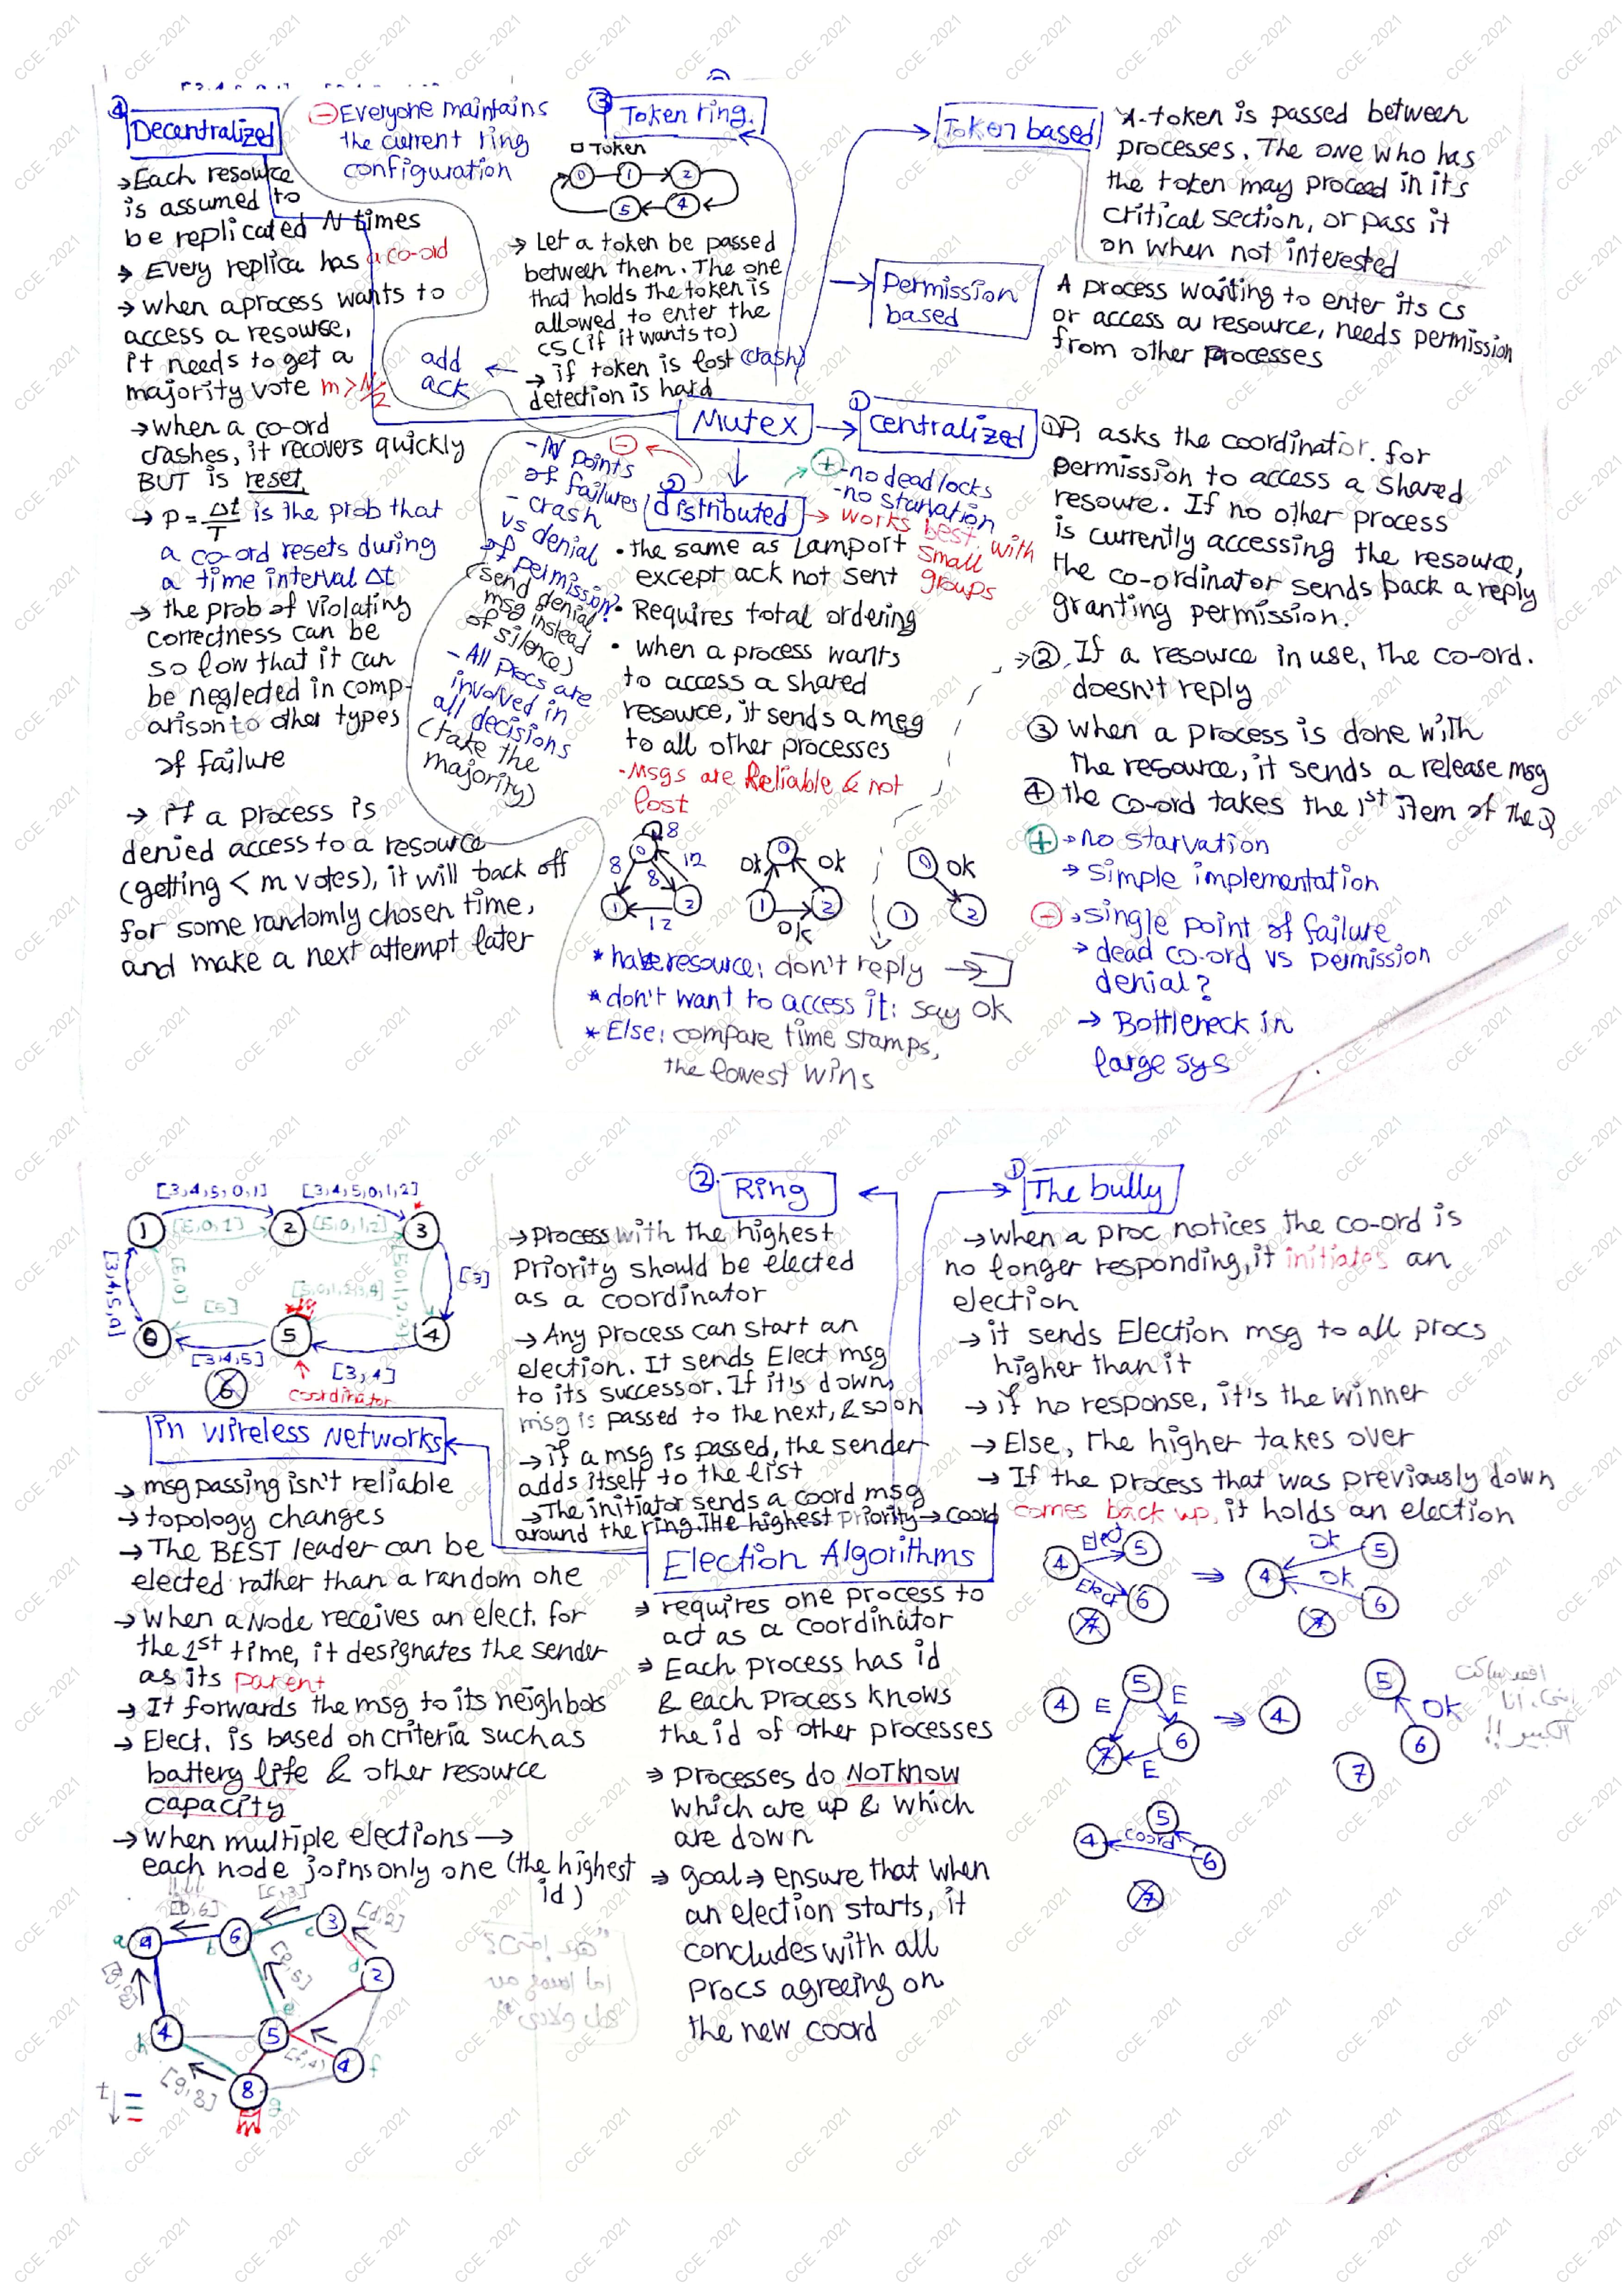 ④ Decentralized
→ Each resource
is assumed to
be replicated N times
→ Every replica has a co-ord
→ when a process wants to
access a resourse,
it needs to get a
majority vote m > N/2
→ when a co-ord
crashes, it recovers quickly
BUT is reset
→ P = Δt/T is the prob that
a co-ord resets during
a time interval Δt
→ the prob of violating
correctness can be
so low that it can
be neglected in comp-
arison to other types
of failure
→ if a process is
denied access to a resource
(getting < m votes), it will back off
for some randomly chosen time,
and make a next attempt later
⊖ Everyone maintains
the current ring
configuration
③ Token ring.
Token
0 1 2
5 4
→ Let a token be passed
between them. The one
that holds the token is
allowed to enter the
CS (if it wants to)
→ if token is lost (crash)
detection is hard
add
ack
Token based
A token is passed between
processes. The one who has
the token may proceed in its
critical section, or pass it
on when not interested
Permission
based
A process waiting to enter its CS
or access a resource, needs permission
from other processes
Mutex
① Centralized
① P1 asks the coordinator for
permission to access a shared
resoure. If no other process
is currently accessing the resource,
the co-ordinator sends back a reply
granting permission.
→ ② If a resource in use, the co-ord.
doesn't reply
③ when a process is done with
the resource, it sends a release msg
④ the co-ord takes the 1st item of the Q
⊕ → no starvation
→ Simple implementation
⊖ → single point of failure
→ dead co-ord vs permission
denial?
→ Bottleneck in
large sys
② distributed
⊕ - no deadlocks
- no starvation
→ works best with
small
groups
⊖
- N points
of failures
- crash
vs denial
of permission?
(send denial
msg instead
of silence)
- All procs are
involved in
all decisions
(take the
majority)
• the same as Lamport
except ack not sent
• Requires total ordering
• when a process wants
to access a shared
resource, it sends a meg
to all other processes
- Msgs are Reliable & not
lost
0 8
8 8 12
1 2
12
0
OK OK
1 2
OK
0 OK
1 2
* have resource: don't reply →
* don't want to access it: say OK
* Else: compare time stamps,
the lowest wins
[3,4,5,0,1] [3,4,5,0,1,2]
1 [5,0,1] 2 [5,0,1,2] 3
[3,4,5,0] [5,0] [3]
[5] [5,0,1,2,3,4]
0 5 4
[3,4,5] [3,4]
6 coordinator
② Ring
→ Process with the highest
Priority should be elected
as a coordinator
→ Any process can start an
election. It sends Elect msg
to its successor. If it's down,
msg is passed to the next, & so on
→ if a msg is passed, the sender
adds itself to the list
→ The initiator sends a coord msg
around the ring. THe highest Priority → coord
① The bully
→ when a proc notices the co-ord is
no longer responding, it initiates an
election
→ it sends Election msg to all procs
higher than it
→ if no response, it's the winner
→ Else, the higher takes over
→ If the process that was previously down
comes back up, it holds an election
4 Elect 5
Elect 6
7
4 OK 5
OK 6
7
4 5 E E
7 6
E
4
5
OK
6
7
افعد ساكت
انت، أنا
الكبير !!
5
4 coord 6
7
in wireless networks
→ msg passing isn't reliable
→ topology changes
→ The BEST leader can be
elected rather than a random one
→ when a Node receives an elect. for
the 1st time, it designates the sender
as its parent
→ It forwards the msg to its neighbors
→ Elect. is based on criteria such as
battery life & other resource
capacity
→ when multiple elections →
each node joins only one (the highest
id)
Election Algorithms
⇒ requires one process to
act as a coordinator
⇒ Each process has id
& each process knows
the id of other processes
⇒ processes do NOT know
which are up & which
are down
⇒ goal → ensure that when
an election starts, it
concludes with all
procs agreeing on
the new coord
[b,6] [c,3]
a 4 b 6 c 3 [d,2]
d 2
h 4 e 5
f 4
[g,8] 8 g
t